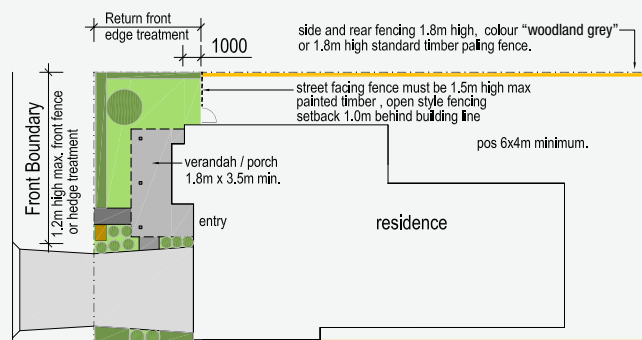 Return front
edge treatment
1000
side and rear fencing 1.8m high, colour “woodland grey”
or 1.8m high standard timber paling fence.
street facing fence must be 1.5m high max
painted timber , open style fencing
setback 1.0m behind building line
pos 6x4m minimum.
Front Boundary
1.2m high max. front fence
or hedge treatment
verandah / porch
1.8m x 3.5m min.
entry
residence